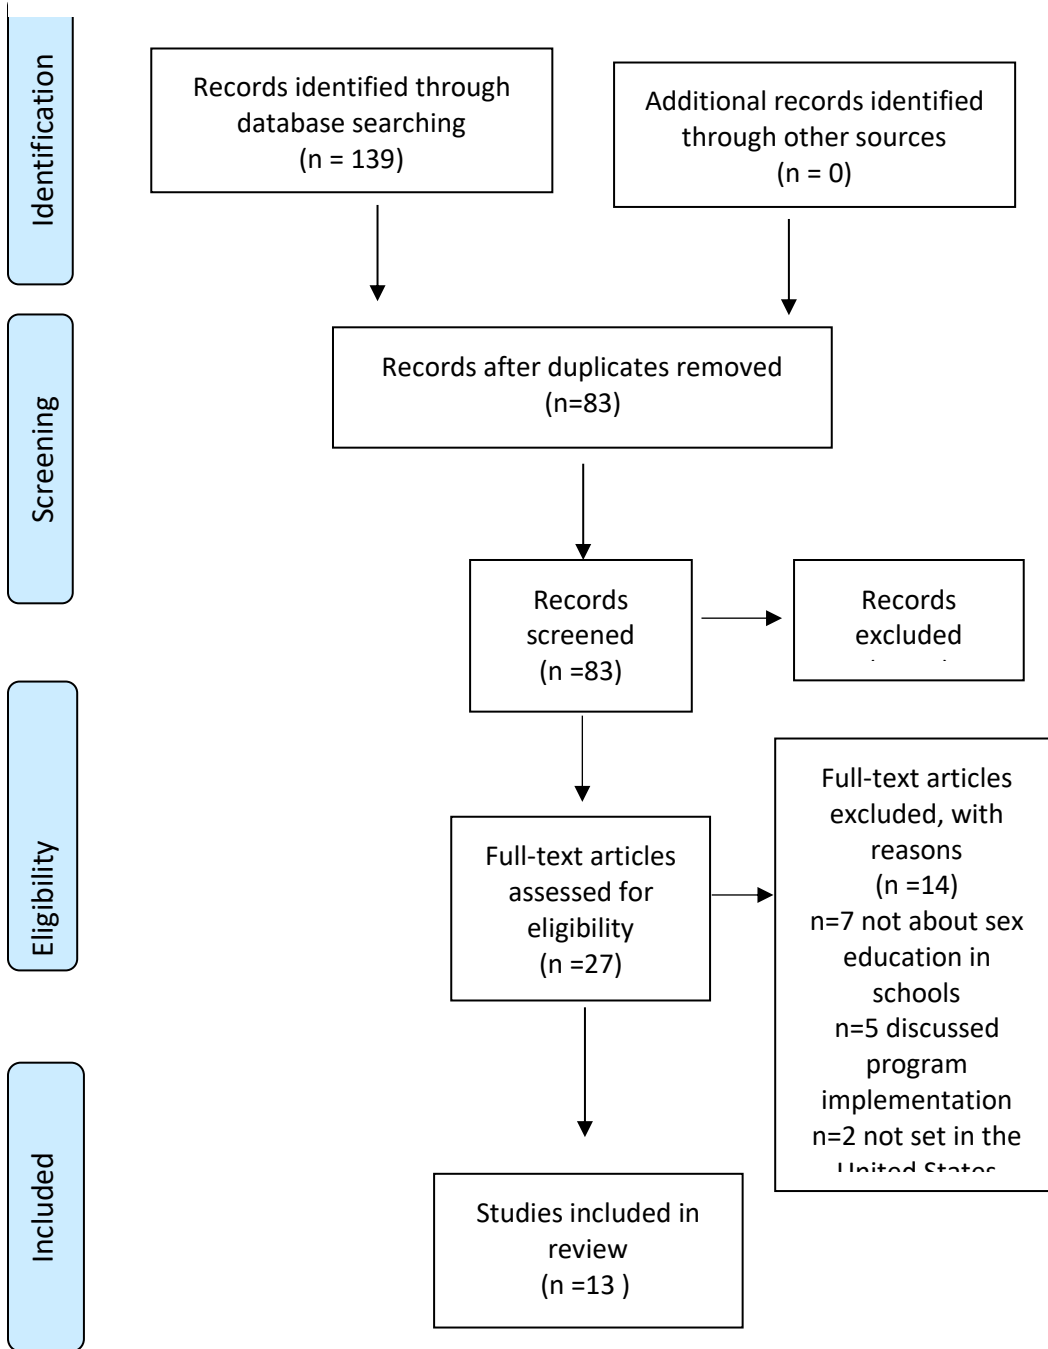 Identification
Records identified through
database searching
(n = 139)
Additional records identified
through other sources
(n = 0)
Screening
Records after duplicates removed
(n=83)
Records
screened
(n =83)
Records
excluded
Eligibility
Full-text articles
assessed for
eligibility
(n =27)
Full-text articles
excluded, with
reasons
(n =14)
n=7 not about sex
education in
schools
n=5 discussed
program
implementation
n=2 not set in the
United States
Included
Studies included in
review
(n =13 )